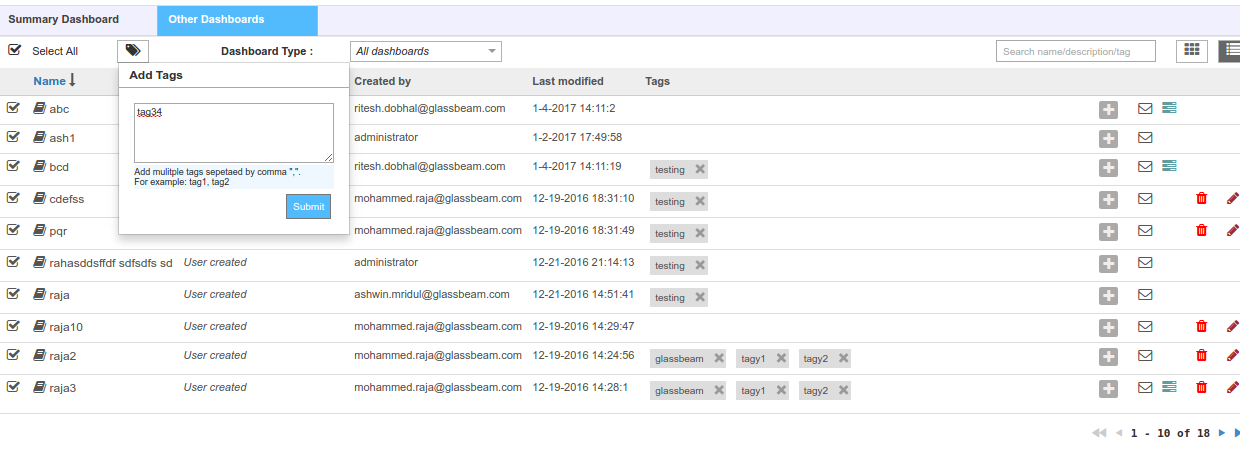 Summary Dashboard Other Dashboards
Select All Dashboard Type : All dashboards Search name/description/tag
Add Tags
Name Created by Last modified Tags
tag34
Add mulitple tags sepetaed by comma ",".
For example: tag1, tag2
Submit
abc ritesh.dobhal@glassbeam.com 1-4-2017 14:11:2
ash1 administrator 1-2-2017 17:49:58
bcd ritesh.dobhal@glassbeam.com 1-4-2017 14:11:19 testing
cdefss mohammed.raja@glassbeam.com 12-19-2016 18:31:10 testing
pqr mohammed.raja@glassbeam.com 12-19-2016 18:31:49 testing
rahasddsffdf sdfsdfs sd User created administrator 12-21-2016 21:14:13 testing
raja User created ashwin.mridul@glassbeam.com 12-21-2016 14:51:41 testing
raja10 User created mohammed.raja@glassbeam.com 12-19-2016 14:29:47
raja2 User created mohammed.raja@glassbeam.com 12-19-2016 14:24:56 glassbeam tagy1 tagy2
raja3 User created mohammed.raja@glassbeam.com 12-19-2016 14:28:1 glassbeam tagy1 tagy2
1 - 10 of 18